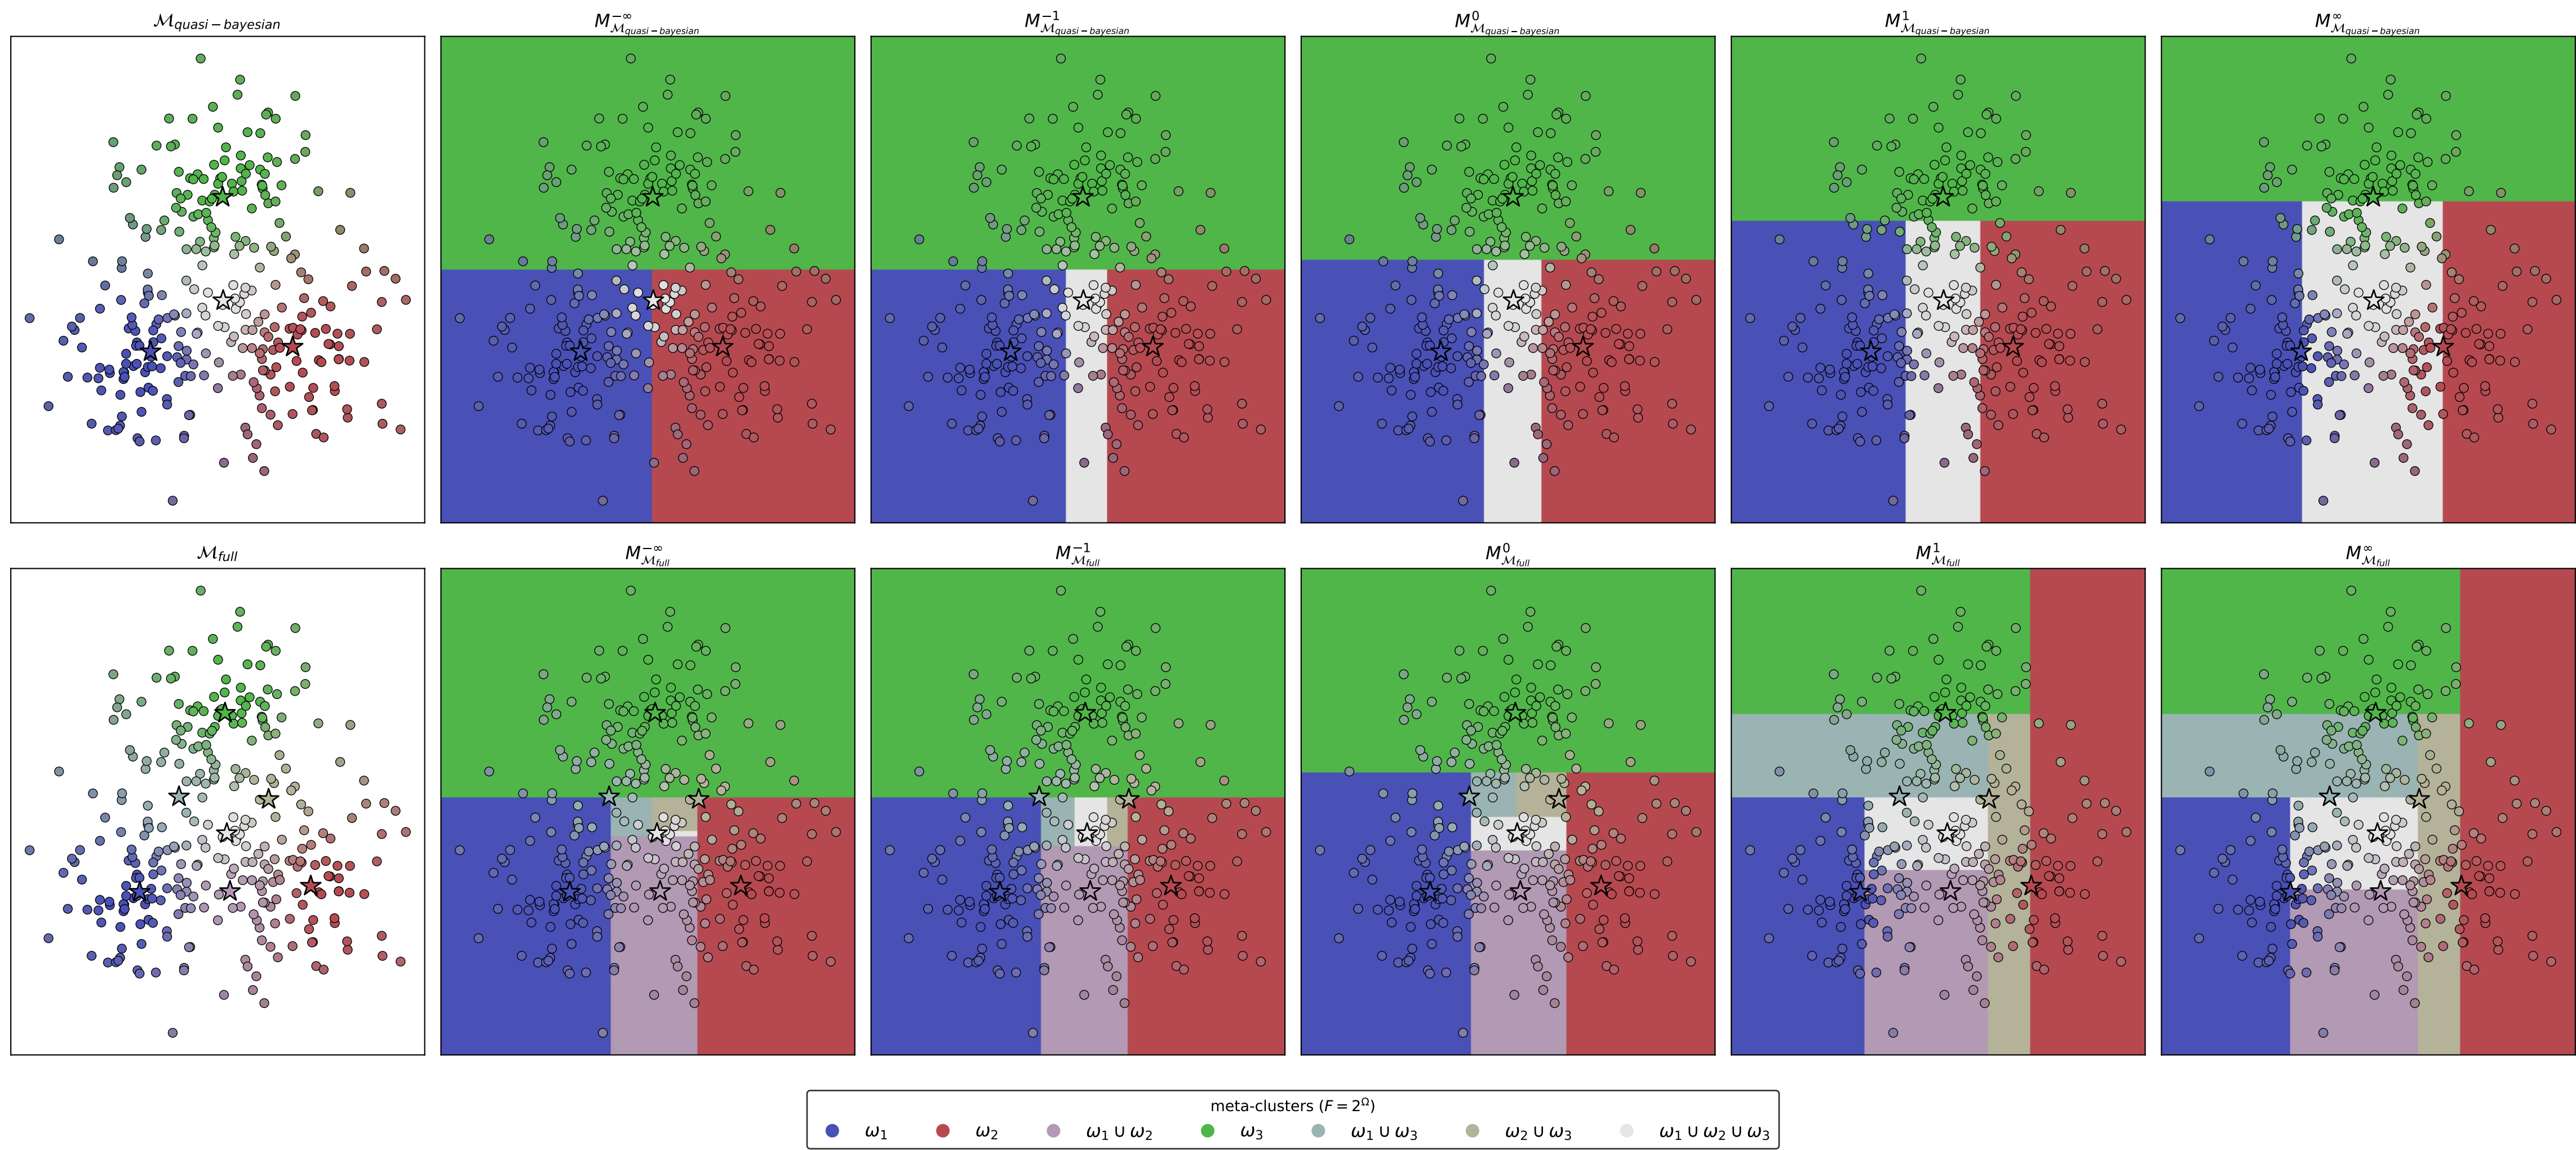 ℳ_{quasi−bayesian}
M^{−∞}_{ℳ_{quasi−bayesian}}
M^{−1}_{ℳ_{quasi−bayesian}}
M^{0}_{ℳ_{quasi−bayesian}}
M^{1}_{ℳ_{quasi−bayesian}}
M^{∞}_{ℳ_{quasi−bayesian}}
ℳ_{full}
M^{−∞}_{ℳ_{full}}
M^{−1}_{ℳ_{full}}
M^{0}_{ℳ_{full}}
M^{1}_{ℳ_{full}}
M^{∞}_{ℳ_{full}}
meta-clusters (F = 2^Ω)
ω₁ ω₂ ω₁ ∪ ω₂ ω₃ ω₁ ∪ ω₃ ω₂ ∪ ω₃ ω₁ ∪ ω₂ ∪ ω₃